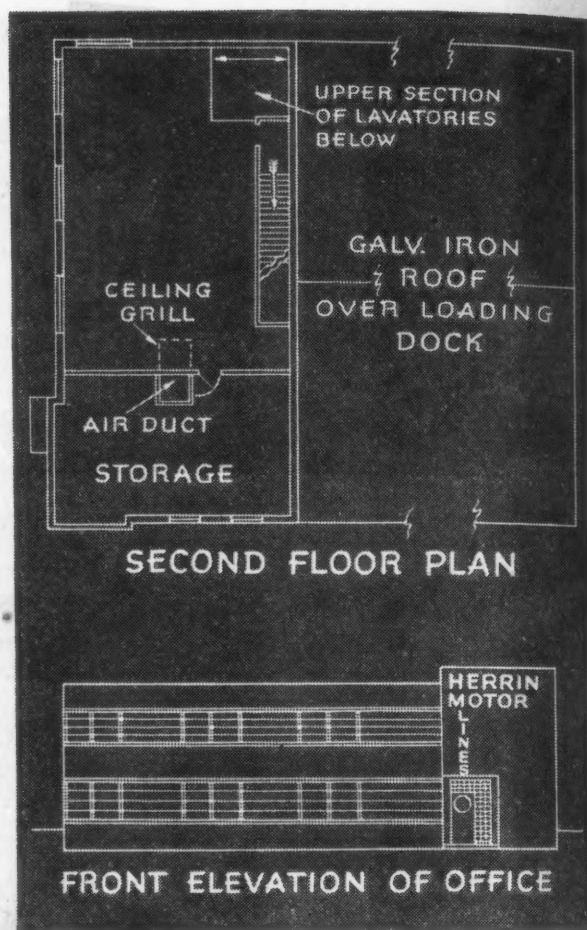 UPPER SECTION
OF LAVATORIES
BELOW
GALV. IRON
ROOF
OVER LOADING
DOCK
CEILING
GRILL
AIR DUCT
STORAGE
SECOND FLOOR PLAN
HERRIN
MOTOR
LINES
FRONT ELEVATION OF OFFICE